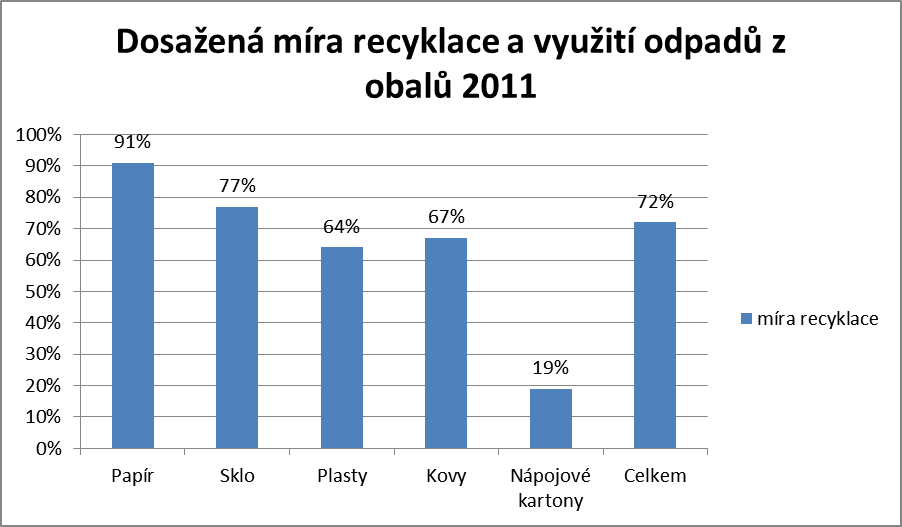 Dosažená míra recyklace a využití odpadů z
obalů 2011
100%
90%
80%
70%
60%
50%
40%
30%
20%
10%
0%
91%
77%
64%
67%
19%
72%
Papír
Sklo
Plasty
Kovy
Nápojové
kartony
Celkem
míra recyklace